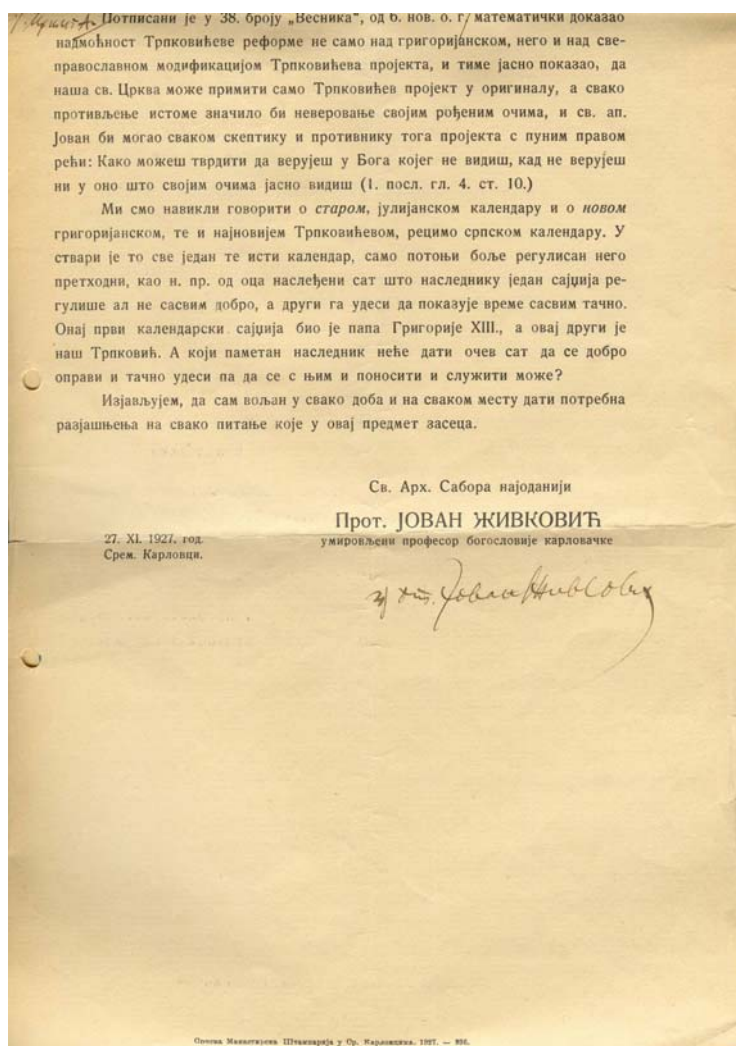 Потписани је у 38. броју „Весника“, од 6. нов. о. г. математички доказао
надмоћност Трпковићеве реформе не само над григоријанском, него и над све-
православном модификацијом Трпковићева пројекта, и тиме јасно показао, да
наша св. Црква може примити само Трпковићев пројект у оригиналу, а свако
противљење истоме значило би неверовање својим рођеним очима, и св. ап.
Јован би могао сваком скептику и противнику тога пројекта с пуним правом
рећи: Како можеш тврдити да верујеш у Бога којег не видиш, кад не верујеш
ни у оно што својим очима јасно видиш (1. посл. гл. 4. ст. 10.)
Ми смо навикли говорити о старом, јулијанском календару и о новом
григоријанском, те и најновијем Трпковићевом, рецимо српском календару. У
ствари је то све један те исти календар, само потоњи боље регулисан него
претходни, као н. пр. од оца наслеђени сат што наследнику један сајџија ре-
гулише ал не сасвим добро, а други га удеси да показује време сасвим тачно.
Онај први календарски сајџија био је папа Григорије XIII., а овај други је
наш Трпковић. А који паметан наследник неће дати очев сат да се добро
оправи и тачно удеси па да се с њим и поносити и служити може?
Изјављујем, да сам вољан у свако доба и на сваком месту дати потребна
разјашњења на свако питање које у овај предмет засеца.
Св. Арх. Сабора најоданији
Прот. ЈОВАН ЖИВКОВИЋ
27. XI. 1927. год.
умировљени професор богословије карловачке
Срем. Карловци.
прот. Јован Живковић
Српска Манастирска Штампарија у Ср. Карловцима. 1927. —